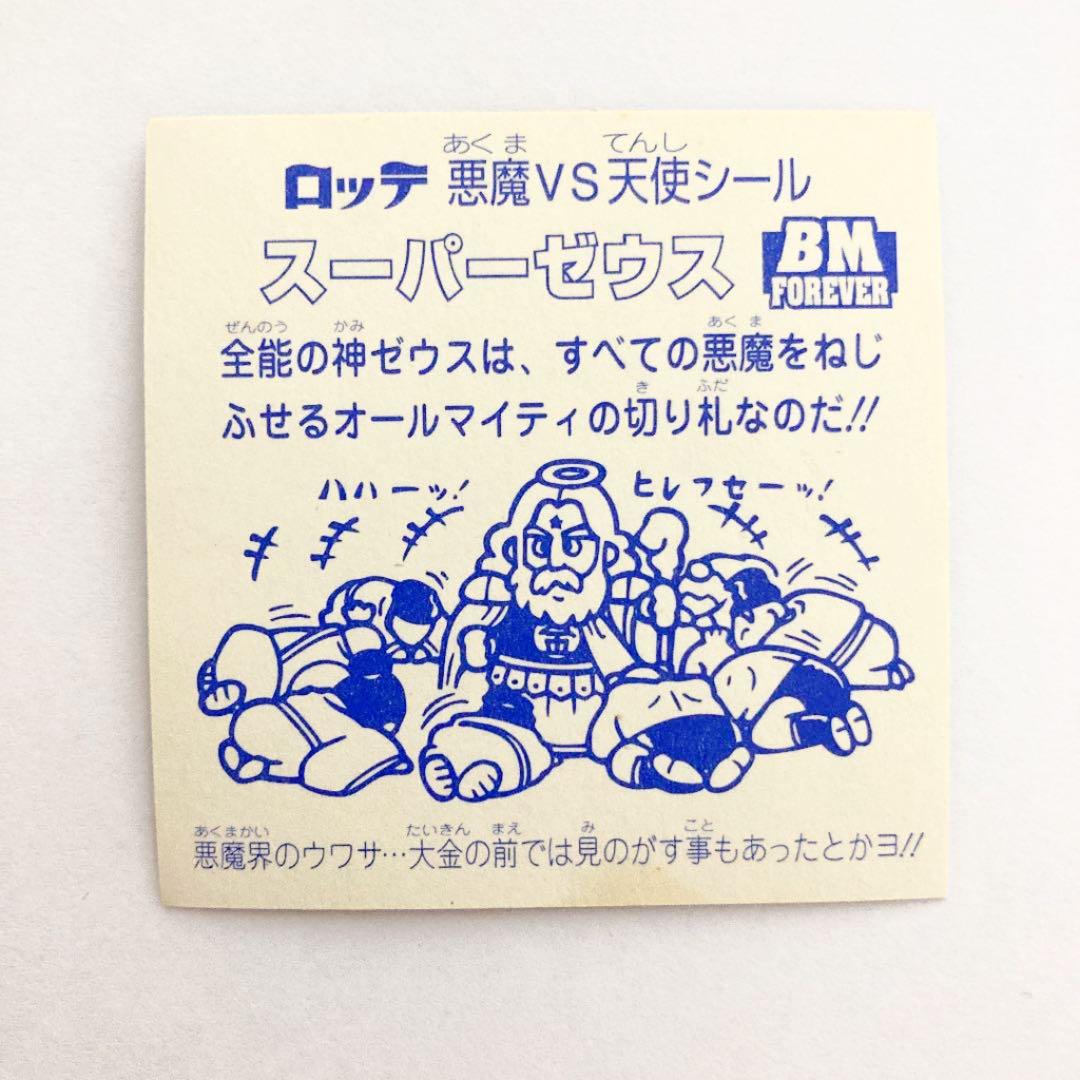 あくま てんし
ロッテ 悪魔VS天使シール
スーパーゼウス
BM
FOREVER
ぜんのう かみ あくま
全能の神ゼウスは、すべての悪魔をねじ
き ふだ
ふせるオールマイティの切り札なのだ!!
ハハーッ! ヒレフセーッ!
あくまかい たいきん まえ み こと
悪魔界のウワサ…大金の前では見のがす事もあったとかヨ!!